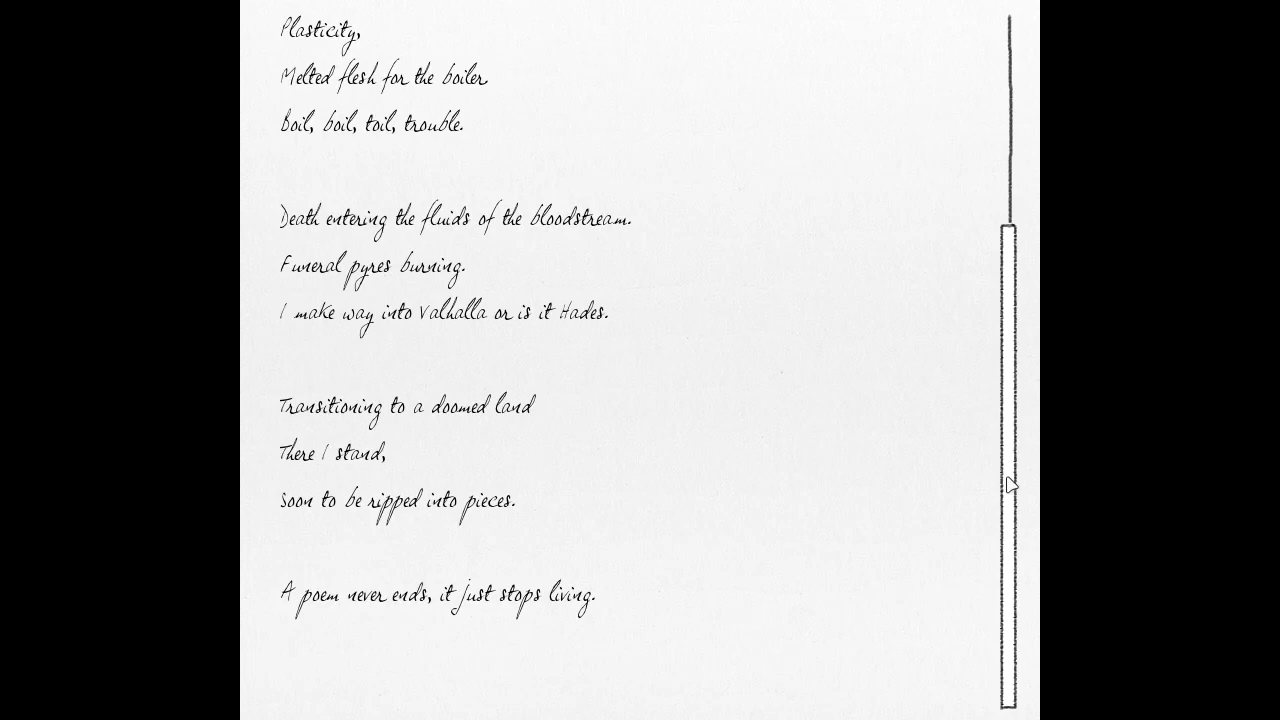 Plasticity,
Melted flesh for the boiler
Boil, boil, toil, trouble.
Death entering the fluids of the bloodstream.
Funeral pyres burning.
I make way into Valhalla or is it Hades.
Transitioning to a doomed land
There I stand,
Soon to be ripped into pieces.
A poem never ends, it just stops living.